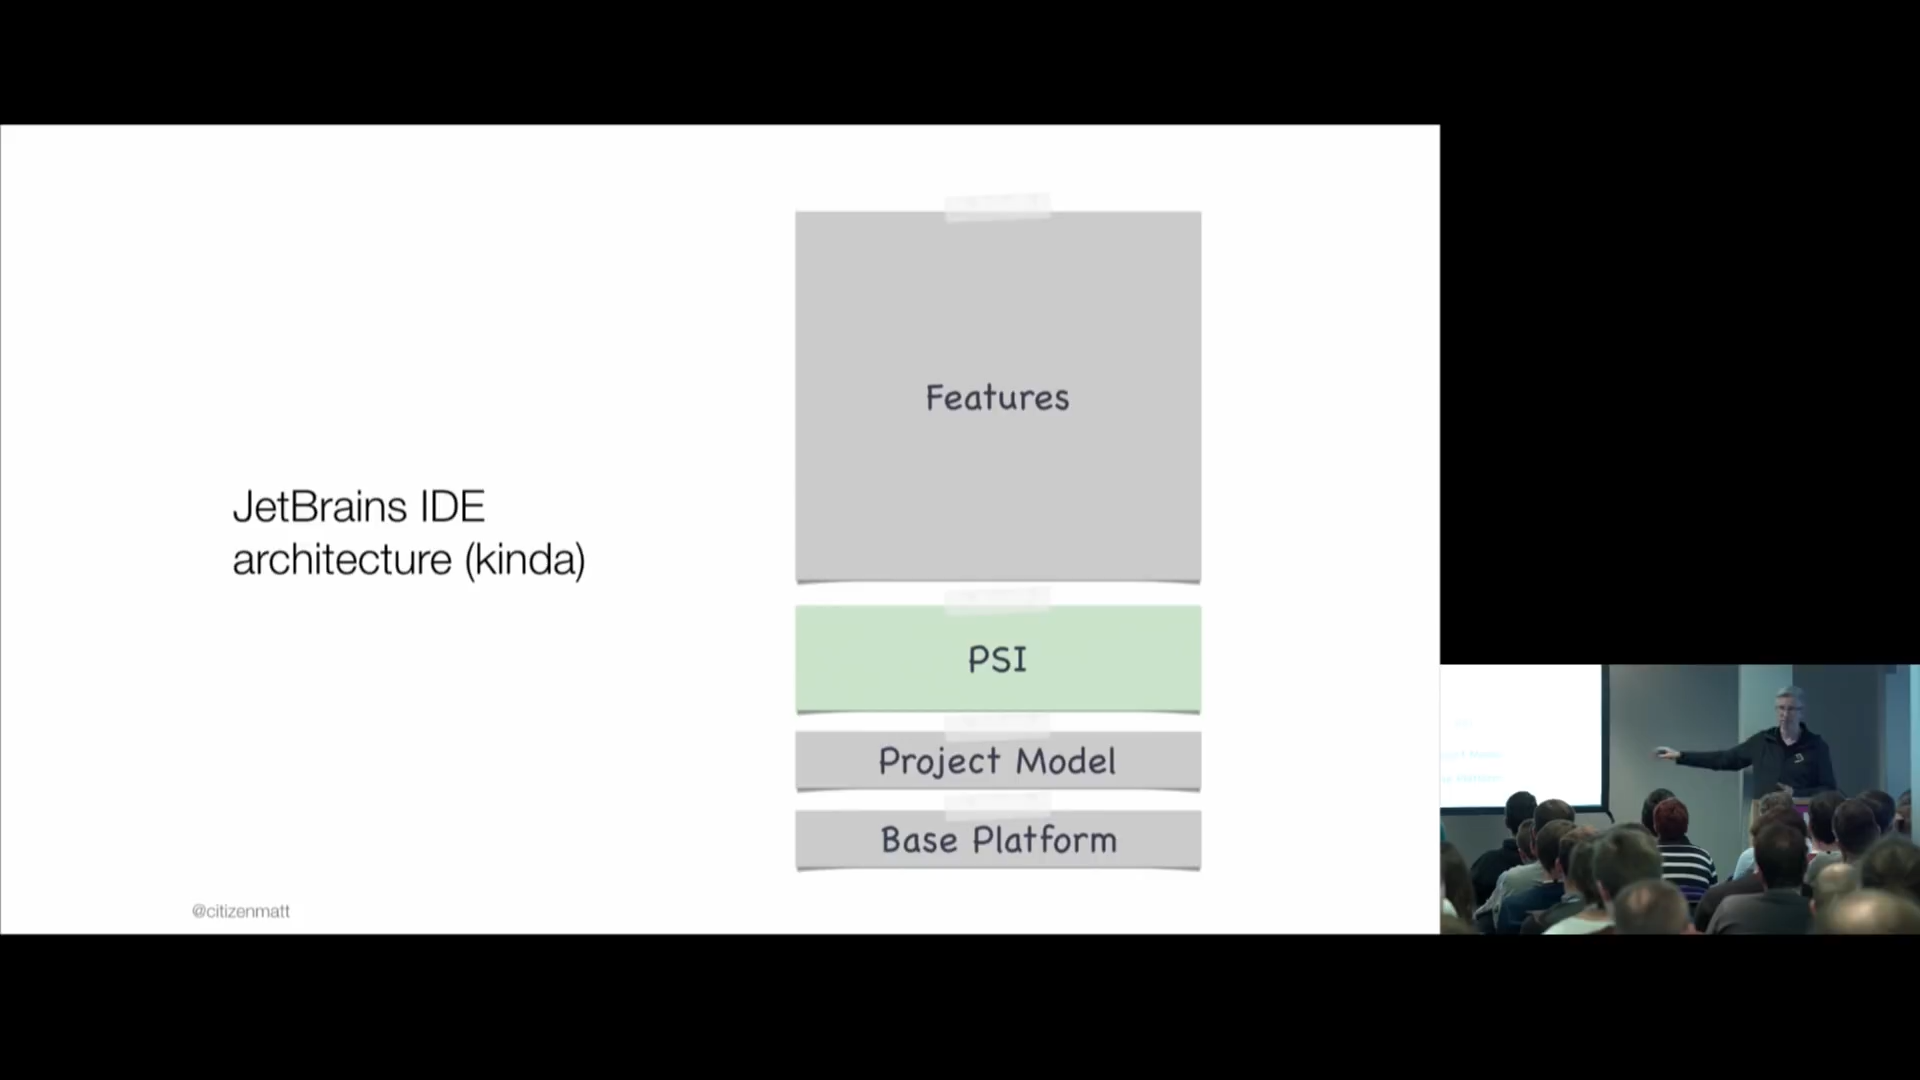 JetBrains IDE
architecture (kinda)
Features
PSI
Project Model
Base Platform
@citizenmatt